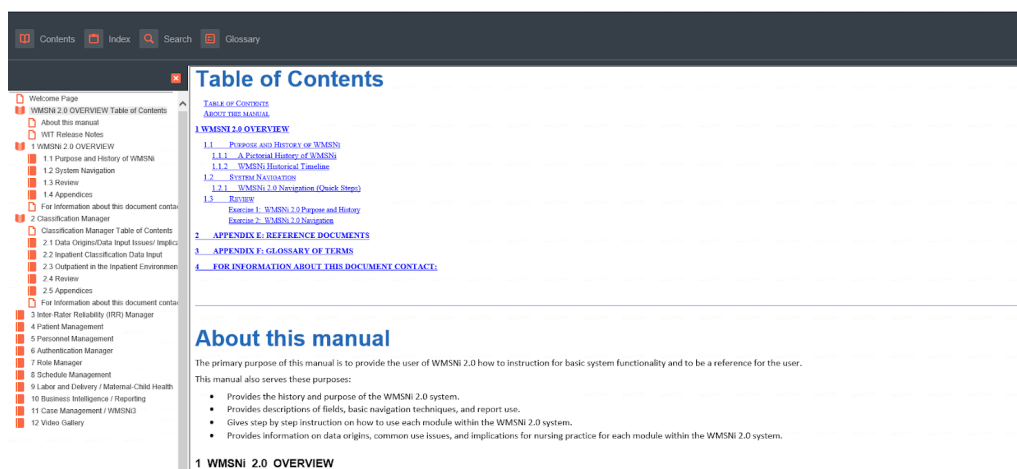 Contents Index Search Glossary
Welcome Page
WMSNi 2.0 OVERVIEW Table of Contents
About this manual
WIT Release Notes
1 WMSNi 2.0 OVERVIEW
1.1 Purpose and History of WMSNi
1.2 System Navigation
1.3 Review
1.4 Appendices
For Information about this document contac
2 Classification Manager
Classification Manager Table of Contents
2.1 Data Origins/Data Input Issues/ Implica
2.2 Inpatient Classification Data Input
2.3 Outpatient in the Inpatient Environmen
2.4 Review
2.5 Appendices
For Information about this document contac
3 Inter-Rater Reliability (IRR) Manager
4 Patient Management
5 Personnel Management
6 Authentication Manager
7 Role Manager
8 Schedule Management
9 Labor and Delivery / Maternal-Child Health
10 Business Intelligence / Reporting
11 Case Management / WMSNi3
12 Video Gallery
Table of Contents
TABLE OF CONTENTS
ABOUT THIS MANUAL
1 WMSNI 2.0 OVERVIEW
1.1 PURPOSE AND HISTORY OF WMSNI
1.1.1 A Pictorial History of WMSNi
1.1.2 WMSNi Historical Timeline
1.2 SYSTEM NAVIGATION
1.2.1 WMSNi 2.0 Navigation (Quick Steps)
1.3 REVIEW
Exercise 1: WMSNi 2.0 Purpose and History
Exercise 2: WMSNi 2.0 Navigation
2 APPENDIX E: REFERENCE DOCUMENTS
3 APPENDIX F: GLOSSARY OF TERMS
4 FOR INFORMATION ABOUT THIS DOCUMENT CONTACT:
About this manual
The primary purpose of this manual is to provide the user of WMSNi 2.0 how to instruction for basic system functionality and to be a reference for the user.
This manual also serves these purposes:
• Provides the history and purpose of the WMSNi 2.0 system.
• Provides descriptions of fields, basic navigation techniques, and report use.
• Gives step by step instruction on how to use each module within the WMSNi 2.0 system.
• Provides information on data origins, common use issues, and implications for nursing practice for each module within the WMSNi 2.0 system.
1 WMSNi 2.0 OVERVIEW